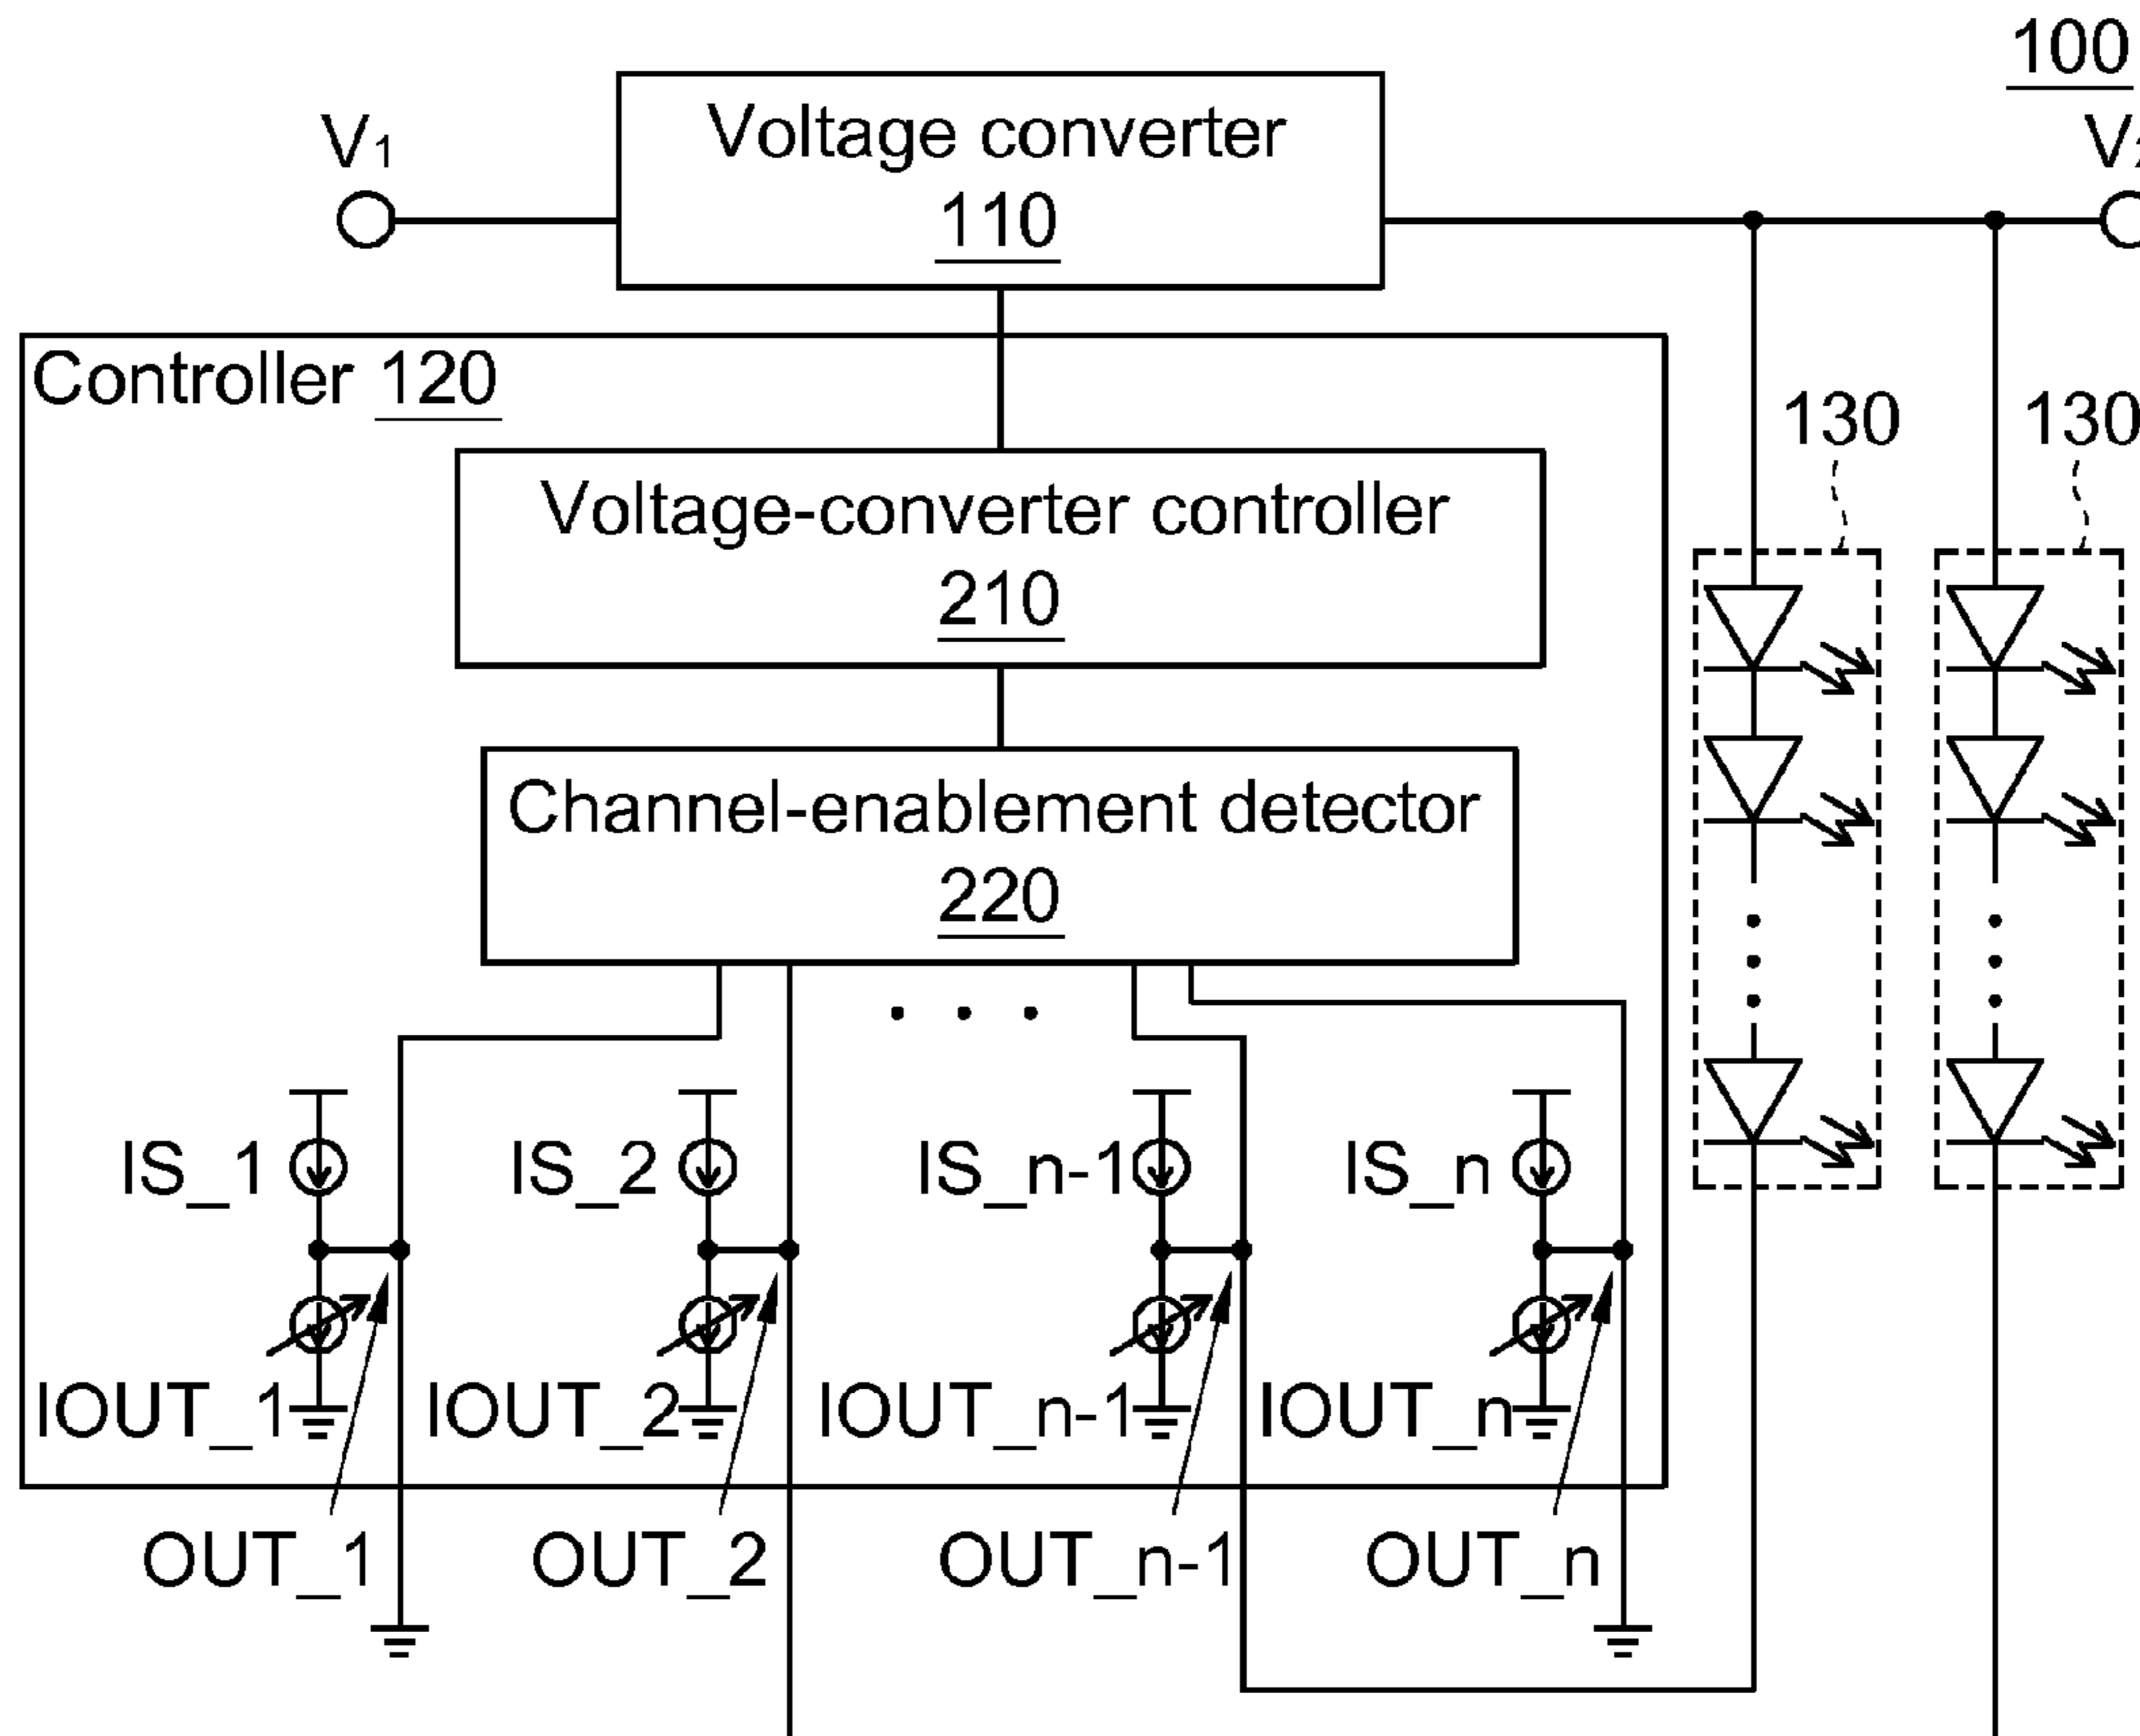 100
V1
Voltage converter
110
V
Controller 120
130
130
Voltage-converter controller
210
Channel-enablement detector
220
IS_1
IS_2
IS_n-1
IS_n
IOUT_1
IOUT_2
IOUT_n-1
IOUT_n
OUT_1
OUT_2
OUT_n-1
OUT_n